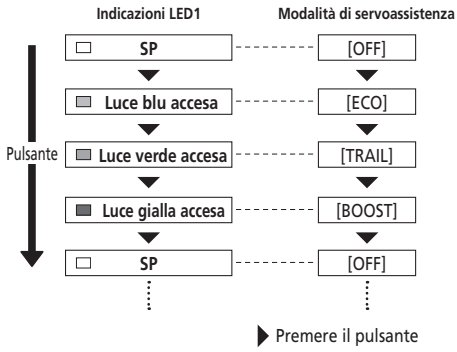 Indicazioni LED1 Modalità di servoassistenza
SP [OFF]
Luce blu accesa [ECO]
Pulsante Luce verde accesa [TRAIL]
Luce gialla accesa [BOOST]
SP [OFF]
Premere il pulsante